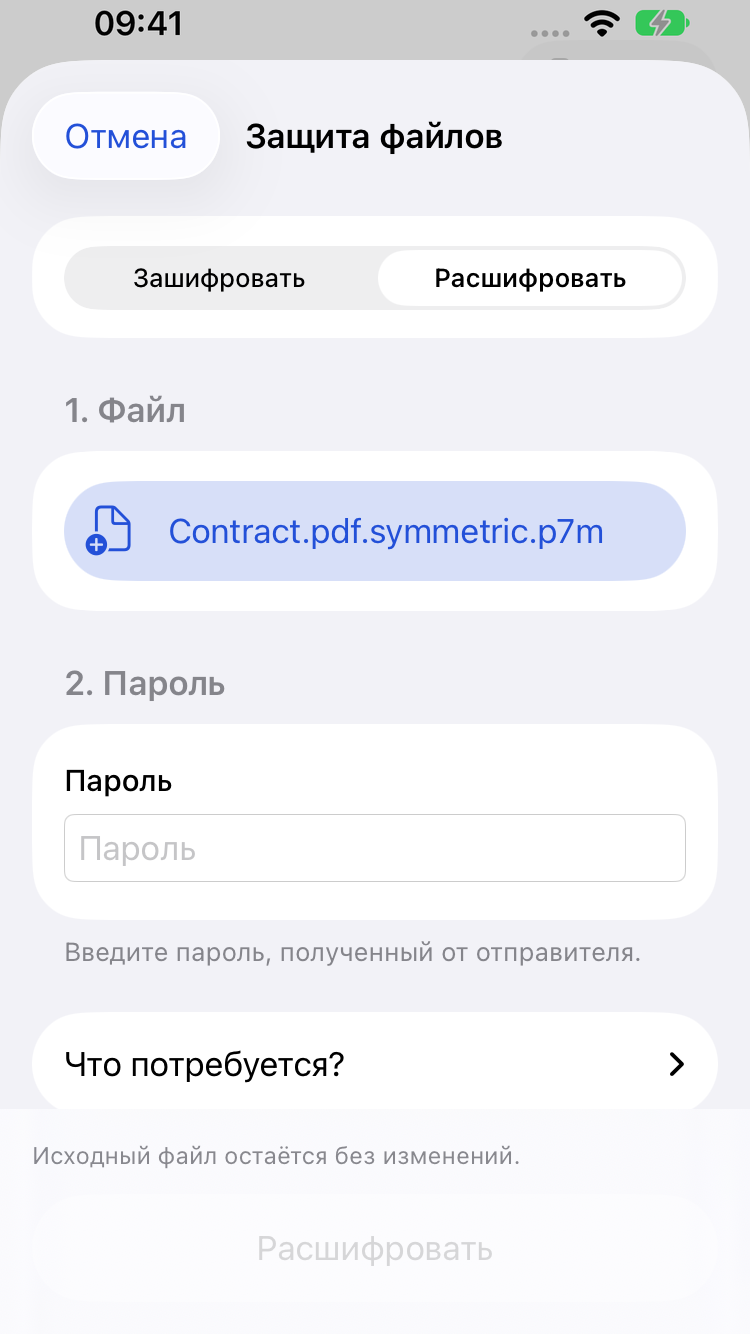 09:41
Отмена
Защита файлов
Зашифровать
Расшифровать
1. Файл
Contract.pdf.symmetric.p7m
2. Пароль
Пароль
Пароль
Введите пароль, полученный от отправителя.
Что потребуется?
Исходный файл остаётся без изменений.
Расшифровать